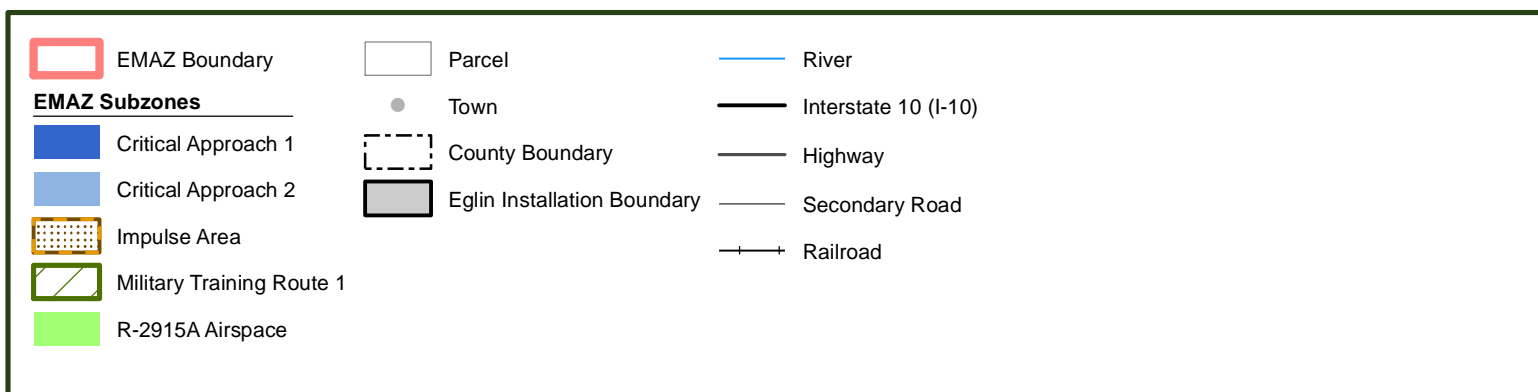 EMAZ Boundary
EMAZ Subzones
Critical Approach 1
Critical Approach 2
Impulse Area
Military Training Route 1
R-2915A Airspace
Parcel
Town
County Boundary
Eglin Installation Boundary
River
Interstate 10 (I-10)
Highway
Secondary Road
Railroad